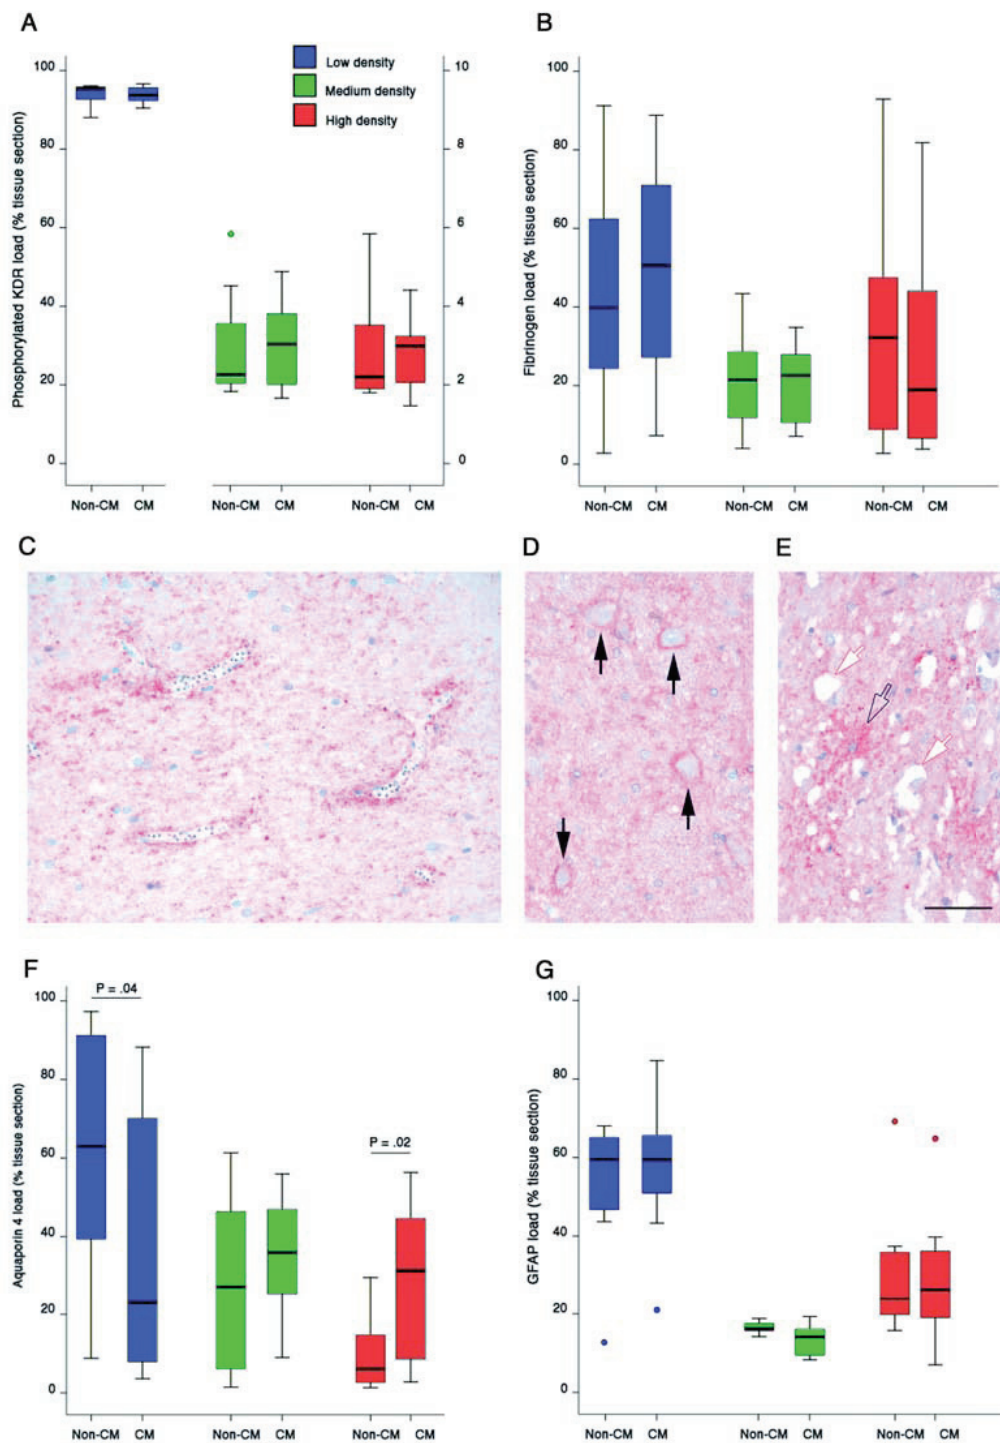 A
Low density
Medium density
High density
Phosphorylated KDR load (% tissue section)
100
80
60
40
20
0
10
8
6
4
2
0
Non-CM CM Non-CM CM Non-CM CM
B
Fibrinogen load (% tissue section)
100
80
60
40
20
0
Non-CM CM Non-CM CM Non-CM CM
C
D
E
F
Aquaporin 4 load (% tissue section)
100
80
60
40
20
0
P = .04
P = .02
Non-CM CM Non-CM CM Non-CM CM
G
GFAP load (% tissue section)
100
80
60
40
20
0
Non-CM CM Non-CM CM Non-CM CM